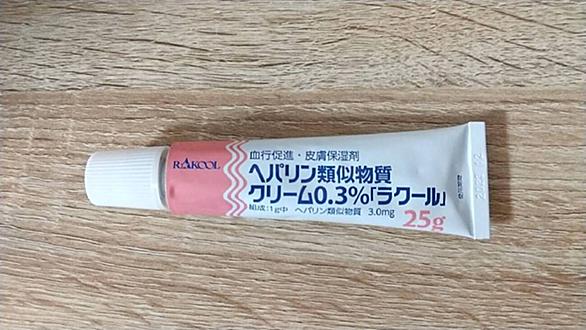 RAKOOL
血行促進・皮膚保湿剤
ヘパリン類似物質
クリーム0.3%「ラクール」
組成:1g中 ヘパリン類似物質 3.0mg
25g